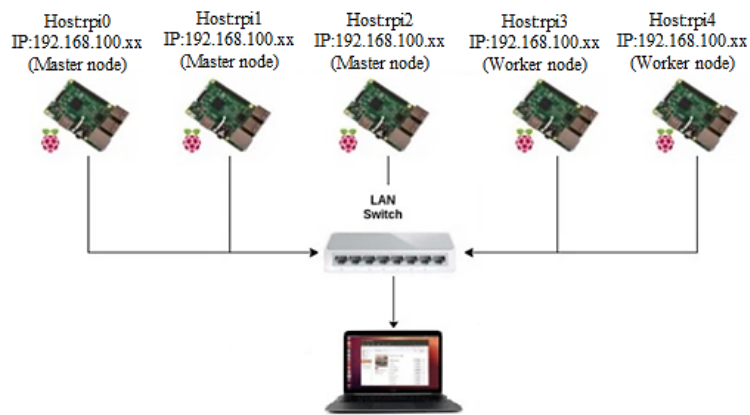 Host:rpi0
IP:192.168.100.xx
(Master node)
Host:rpi1
IP:192.168.100.xx
(Master node)
Host:rpi2
IP:192.168.100.xx
(Master node)
Host:rpi3
IP:192.168.100.xx
(Worker node)
Host:rpi4
IP:192.168.100.xx
(Worker node)
LAN
Switch